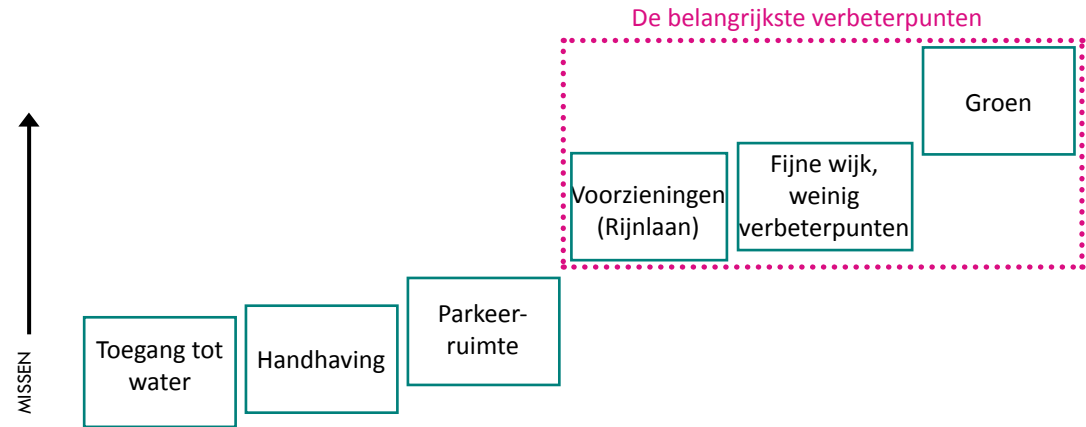 De belangrijkste verbeterpunten
Groen
Fijne wijk,
weinig
verbeterpunten
Voorzieningen
(Rijnlaan)
Parkeer-
ruimte
Handhaving
Toegang tot
water
MISSEN